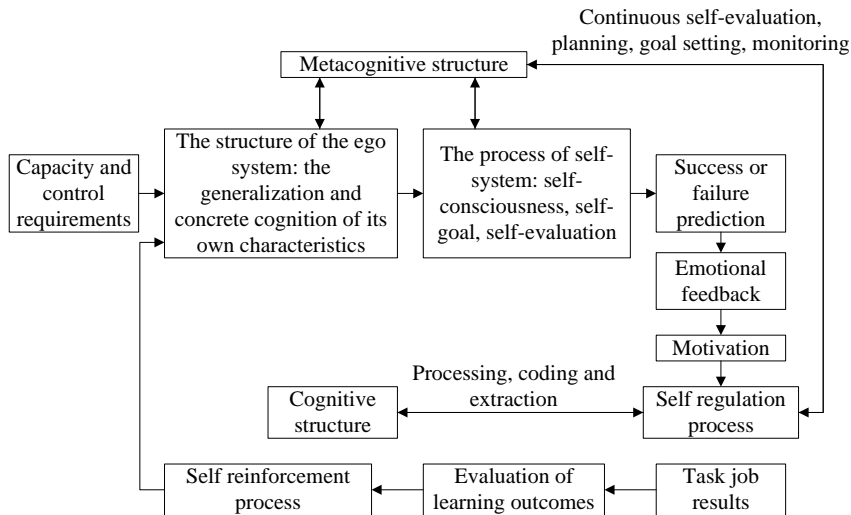 Continuous self-evaluation,
planning, goal setting, monitoring
Metacognitive structure
Capacity and
control
requirements
The structure of the ego
system: the
generalization and
concrete cognition of its
own characteristics
The process of self-
system: self-
consciousness, self-
goal, self-evaluation
Success or
failure
prediction
Emotional
feedback
Motivation
Processing, coding and
extraction
Cognitive
structure
Self regulation
process
Self reinforcement
process
Evaluation of
learning outcomes
Task job
results